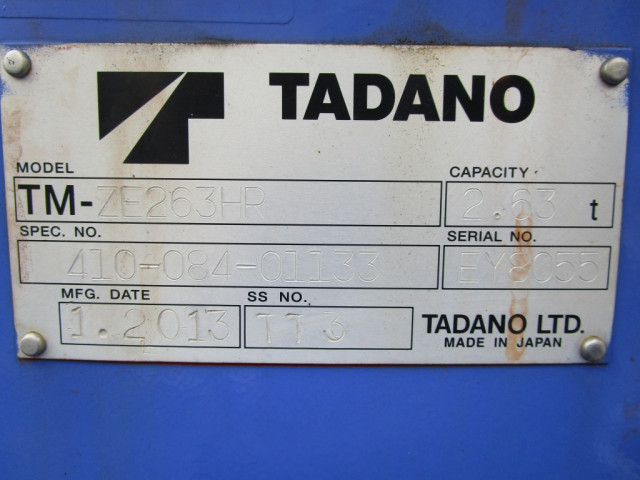 TADANO
MODEL CAPACITY
TM-ZE263HR 2.63 t
SPEC. NO. SERIAL NO.
410-084-01133 EY8055
MFG. DATE SS NO.
1.2013 TT3 TADANO LTD.
MADE IN JAPAN